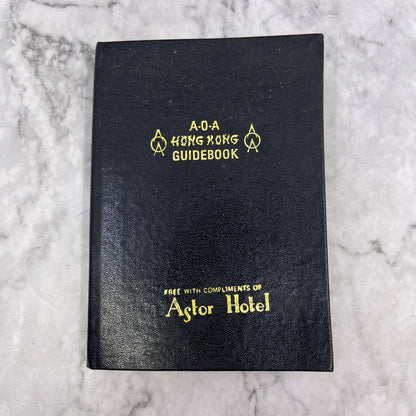 A-O-A
HONG KONG
GUIDEBOOK
FREE WITH COMPLIMENTS OF
Astor Hotel